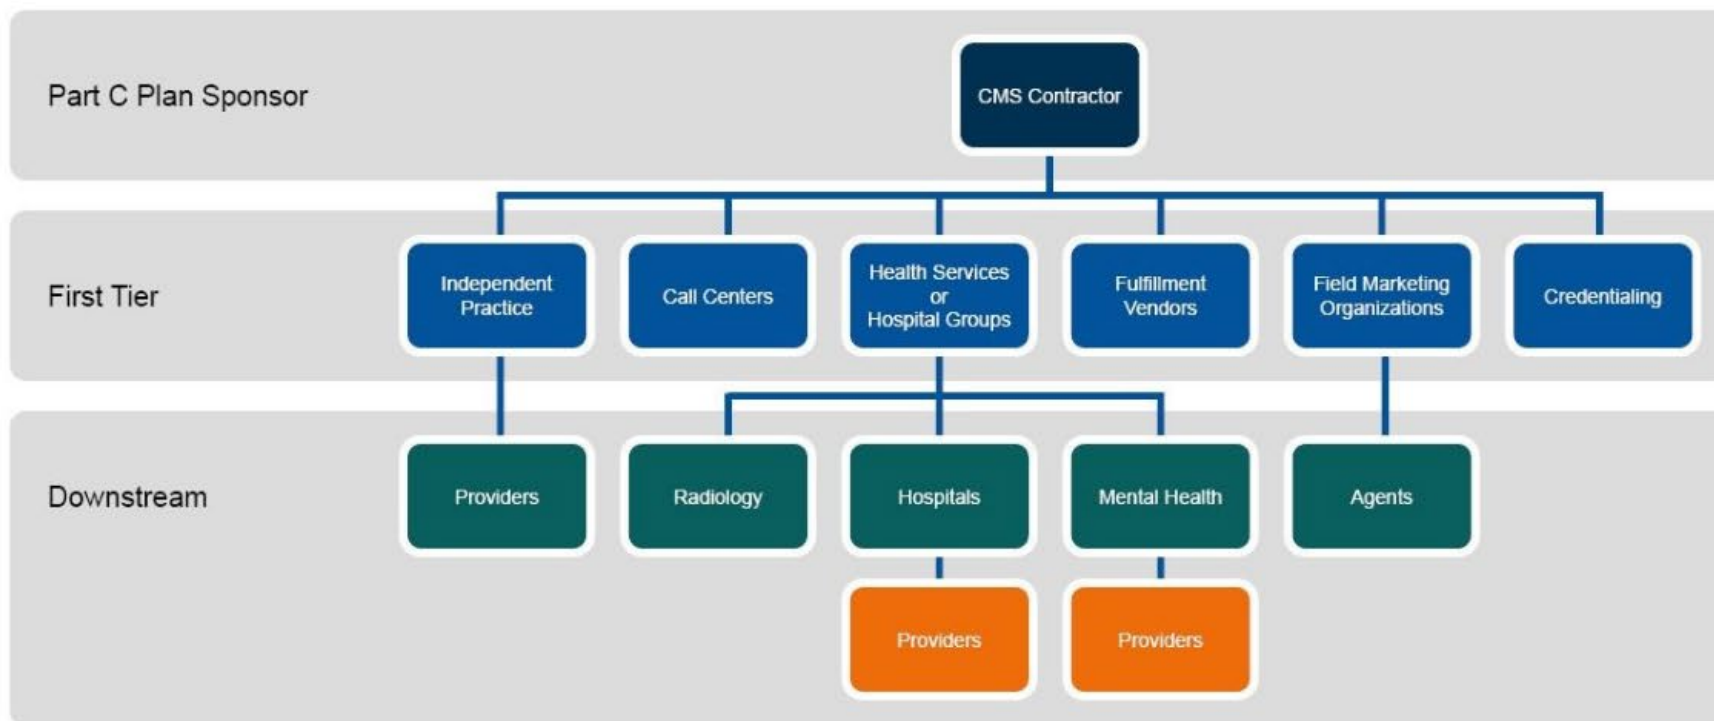 Part C Plan Sponsor
CMS Contractor
First Tier
Independent
Practice
Call Centers
Health Services
or
Hospital Groups
Fulfillment
Vendors
Field Marketing
Organizations
Credentialing
Downstream
Providers
Radiology
Hospitals
Mental Health
Agents
Providers
Providers